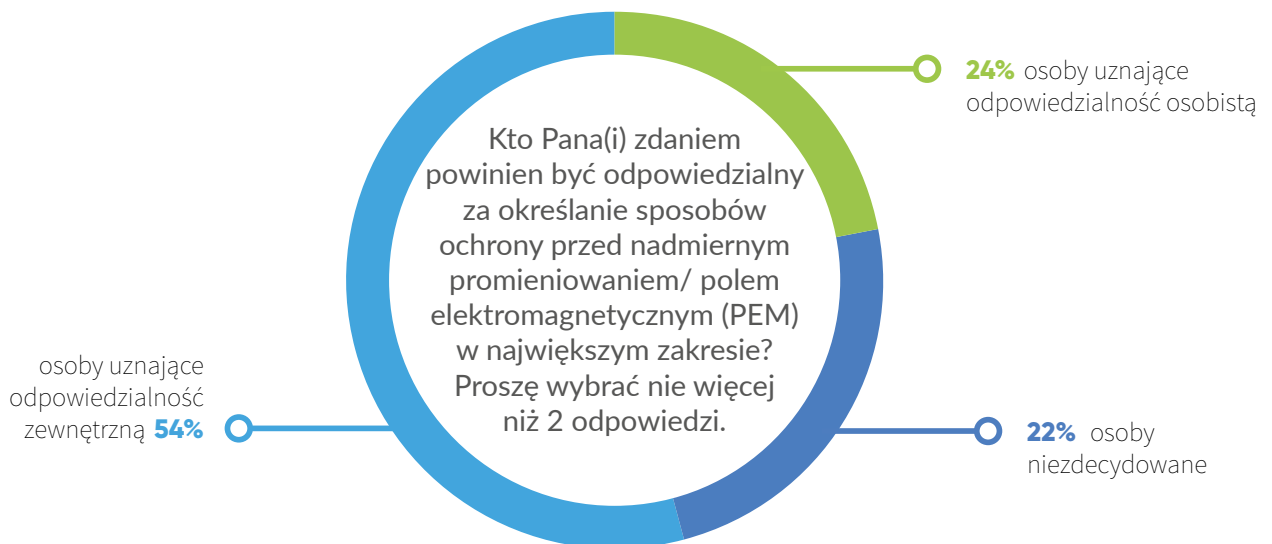 24% osoby uznające
odpowiedzialność osobistą
Kto Pana(i) zdaniem
powinien być odpowiedzialny
za określanie sposobów
ochrony przed nadmiernym
promieniowaniem/ polem
elektromagnetycznym (PEM)
w największym zakresie?
Proszę wybrać nie więcej
niż 2 odpowiedzi.
osoby uznające
odpowiedzialność
zewnętrzną 54%
22% osoby
niezdecydowane